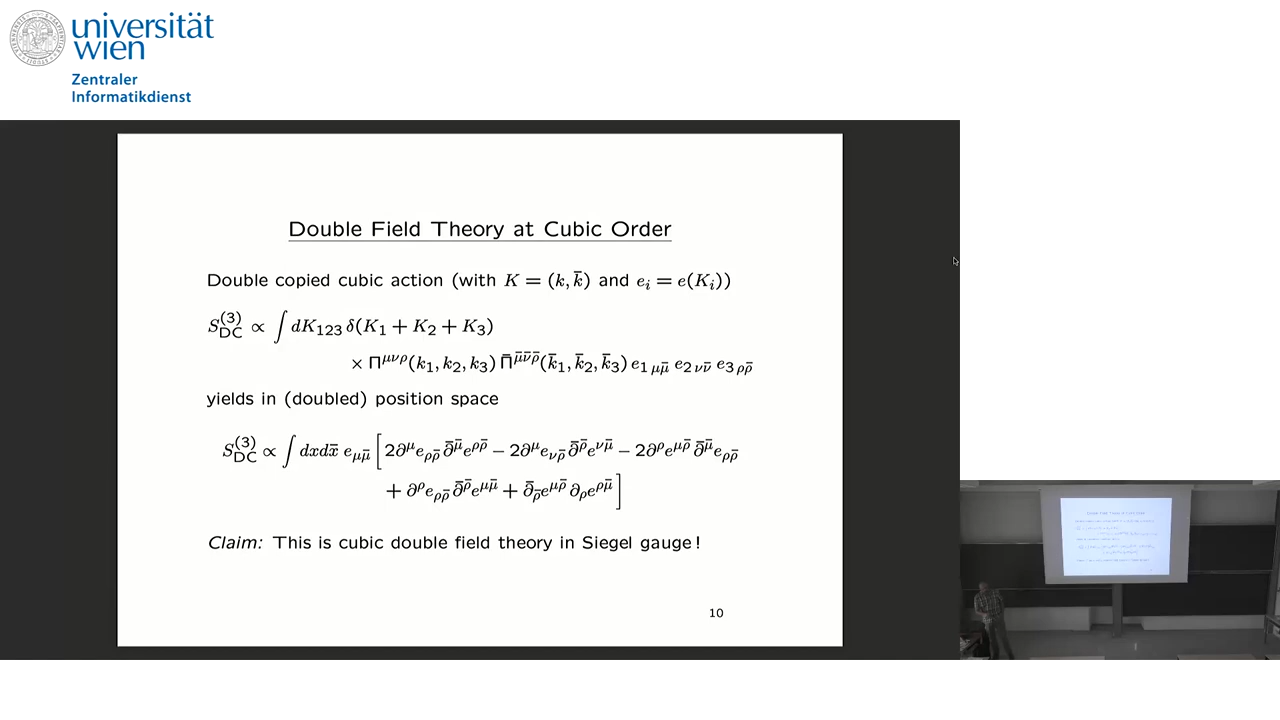 universität
wien
Zentraler
Informatikdienst
Double Field Theory at Cubic Order
Double copied cubic action (with K = (k, k̄) and e_i = e(K_i))
S_DC^(3) ∝ ∫ dK_123 δ(K_1 + K_2 + K_3)
× Π^{μνρ}(k_1, k_2, k_3) Π̄^{μ̄ν̄ρ̄}(k̄_1, k̄_2, k̄_3) e_{1 μμ̄} e_{2 νν̄} e_{3 ρρ̄}
yields in (doubled) position space
S_DC^(3) ∝ ∫ dxdx̄ e_{μμ̄} [ 2∂^μ e_{ρρ̄} ∂̄^{μ̄} e^{ρρ̄} − 2∂^μ e_{νρ̄} ∂̄^{ρ̄} e^{νμ̄} − 2∂^ρ e^{μρ̄} ∂̄^{μ̄} e_{ρρ̄}
+ ∂^ρ e_{ρρ̄} ∂̄^{ρ̄} e^{μμ̄} + ∂̄_{ρ̄} e^{μρ̄} ∂_ρ e^{ρμ̄} ]
Claim: This is cubic double field theory in Siegel gauge!
10